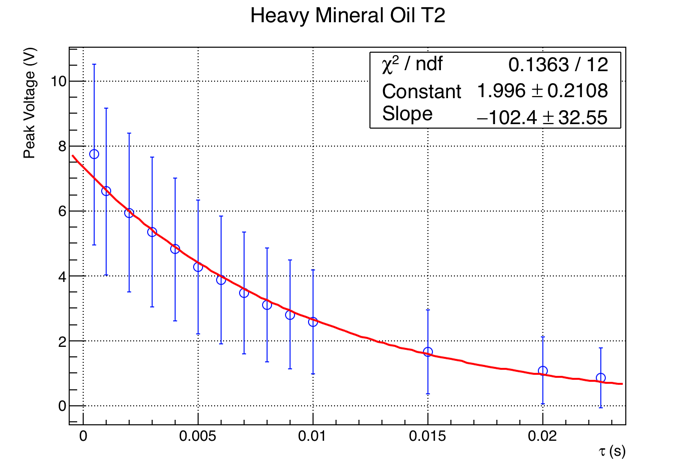 Heavy Mineral Oil T2
Peak Voltage (V)
χ² / ndf 0.1363 / 12
Constant 1.996 ± 0.2108
Slope −102.4 ± 32.55
10
8
6
4
2
0
0 0.005 0.01 0.015 0.02
τ (s)